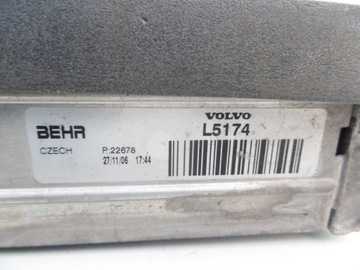 BEHR
VOLVO
L5174
CZECH P.22678
27/11/06 17:44